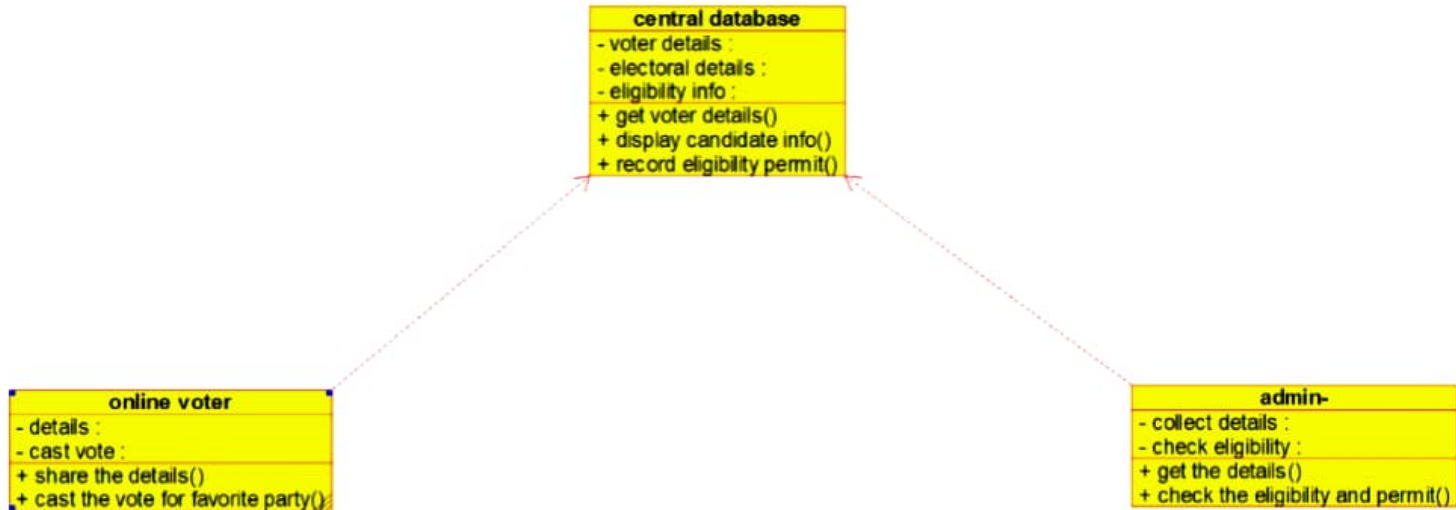 central database
- voter details :
- electoral details :
- eligibility info :
+ get voter details()
+ display candidate info()
+ record eligibility permit()
online voter
- details :
- cast vote :
+ share the details()
+ cast the vote for favorite party()
admin-
- collect details :
- check eligibility :
+ get the details()
+ check the eligibility and permit()